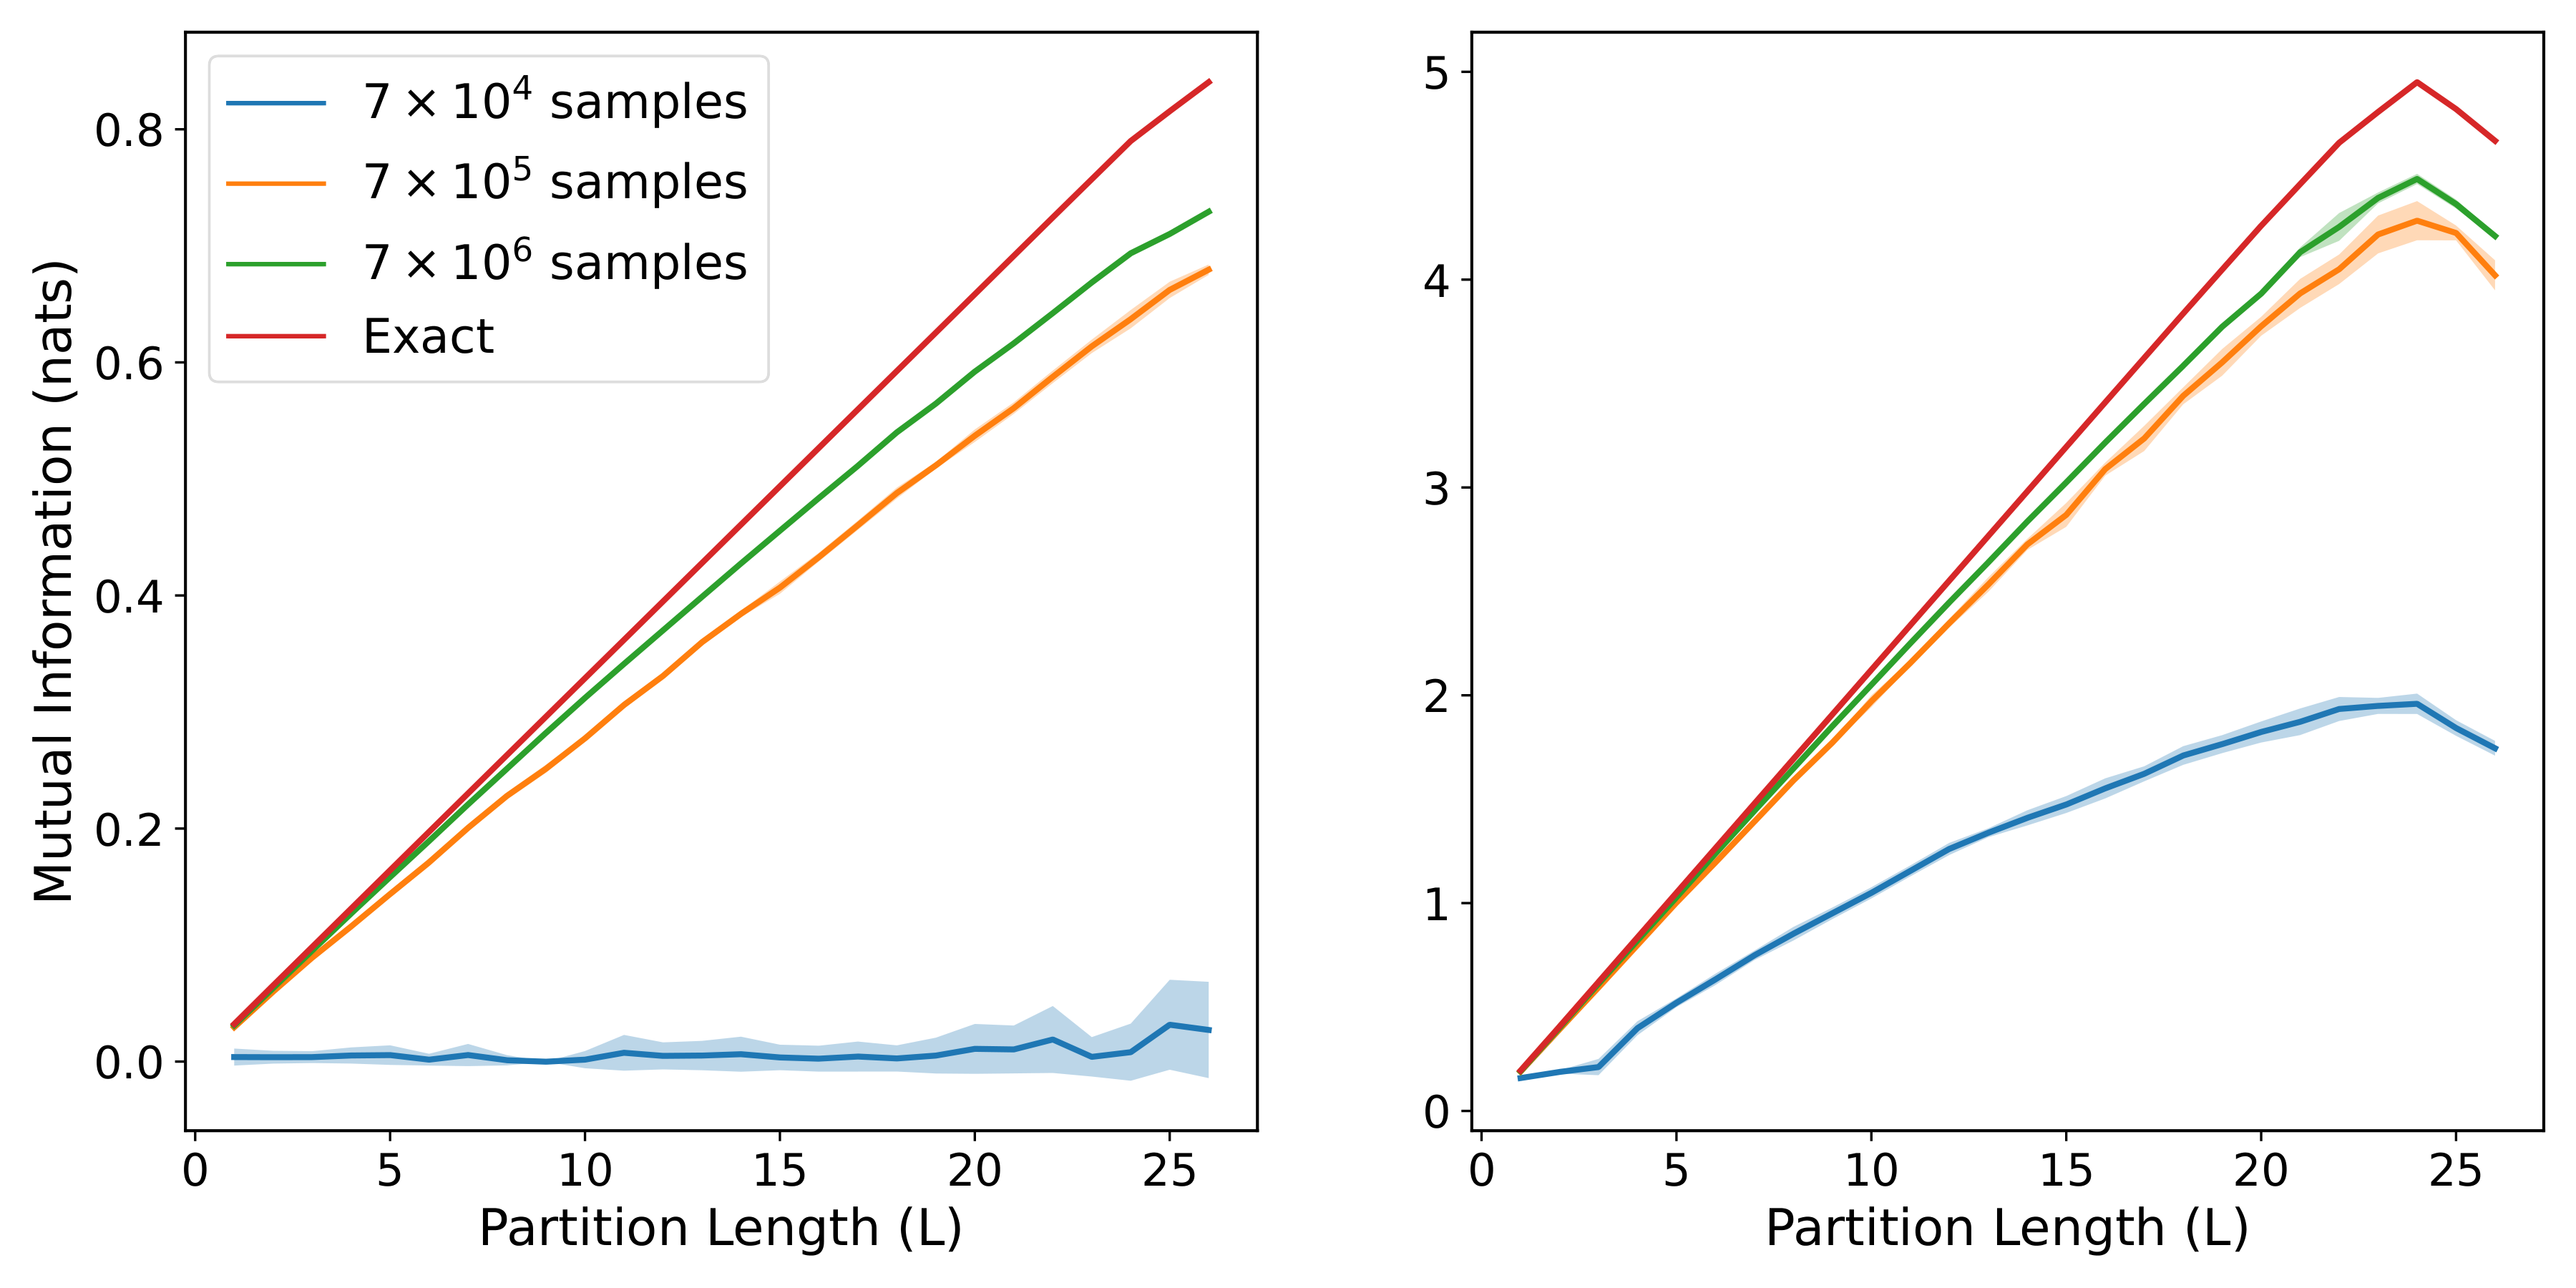 Mutual Information (nats)
0.8
0.6
0.4
0.2
0.0
7 × 10⁴ samples
7 × 10⁵ samples
7 × 10⁶ samples
Exact
0 5 10 15 20 25
Partition Length (L)
5
4
3
2
1
0
0 5 10 15 20 25
Partition Length (L)